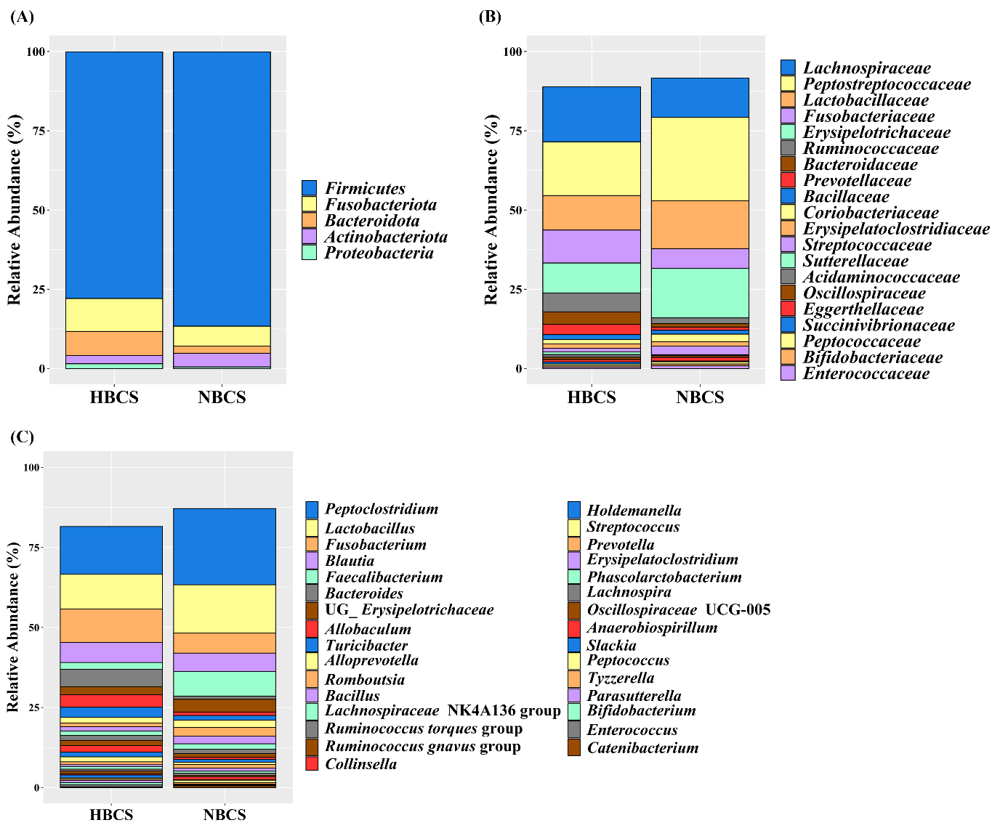 (A)
100
75
50
25
0
Relative Abundance (%)
HBCS
NBCS
Firmicutes
Fusobacteriota
Bacteroidota
Actinobacteriota
Proteobacteria
(B)
100
75
50
25
0
Relative Abundance (%)
HBCS
NBCS
Lachnospiraceae
Peptostreptococcaceae
Lactobacillaceae
Fusobacteriaceae
Erysipelotrichaceae
Ruminococcaceae
Bacteroidaceae
Prevotellaceae
Bacillaceae
Coriobacteriaceae
Erysipelatoclostridiaceae
Streptococcaceae
Sutterellaceae
Acidaminococcaceae
Oscillospiraceae
Eggerthellaceae
Succinivibrionaceae
Peptococcaceae
Bifidobacteriaceae
Enterococcaceae
(C)
100
75
50
25
0
Relative Abundance (%)
HBCS
NBCS
Peptoclostridium
Lactobacillus
Fusobacterium
Blautia
Faecalibacterium
Bacteroides
UG_ Erysipelotrichaceae
Allobaculum
Turicibacter
Alloprevotella
Romboutsia
Bacillus
Lachnospiraceae NK4A136 group
Ruminococcus torques group
Ruminococcus gnavus group
Collinsella
Holdemanella
Streptococcus
Prevotella
Erysipelatoclostridium
Phascolarctobacterium
Lachnospira
Oscillospiraceae UCG-005
Anaerobiospirillum
Slackia
Peptococcus
Tyzzerella
Parasutterella
Bifidobacterium
Enterococcus
Catenibacterium